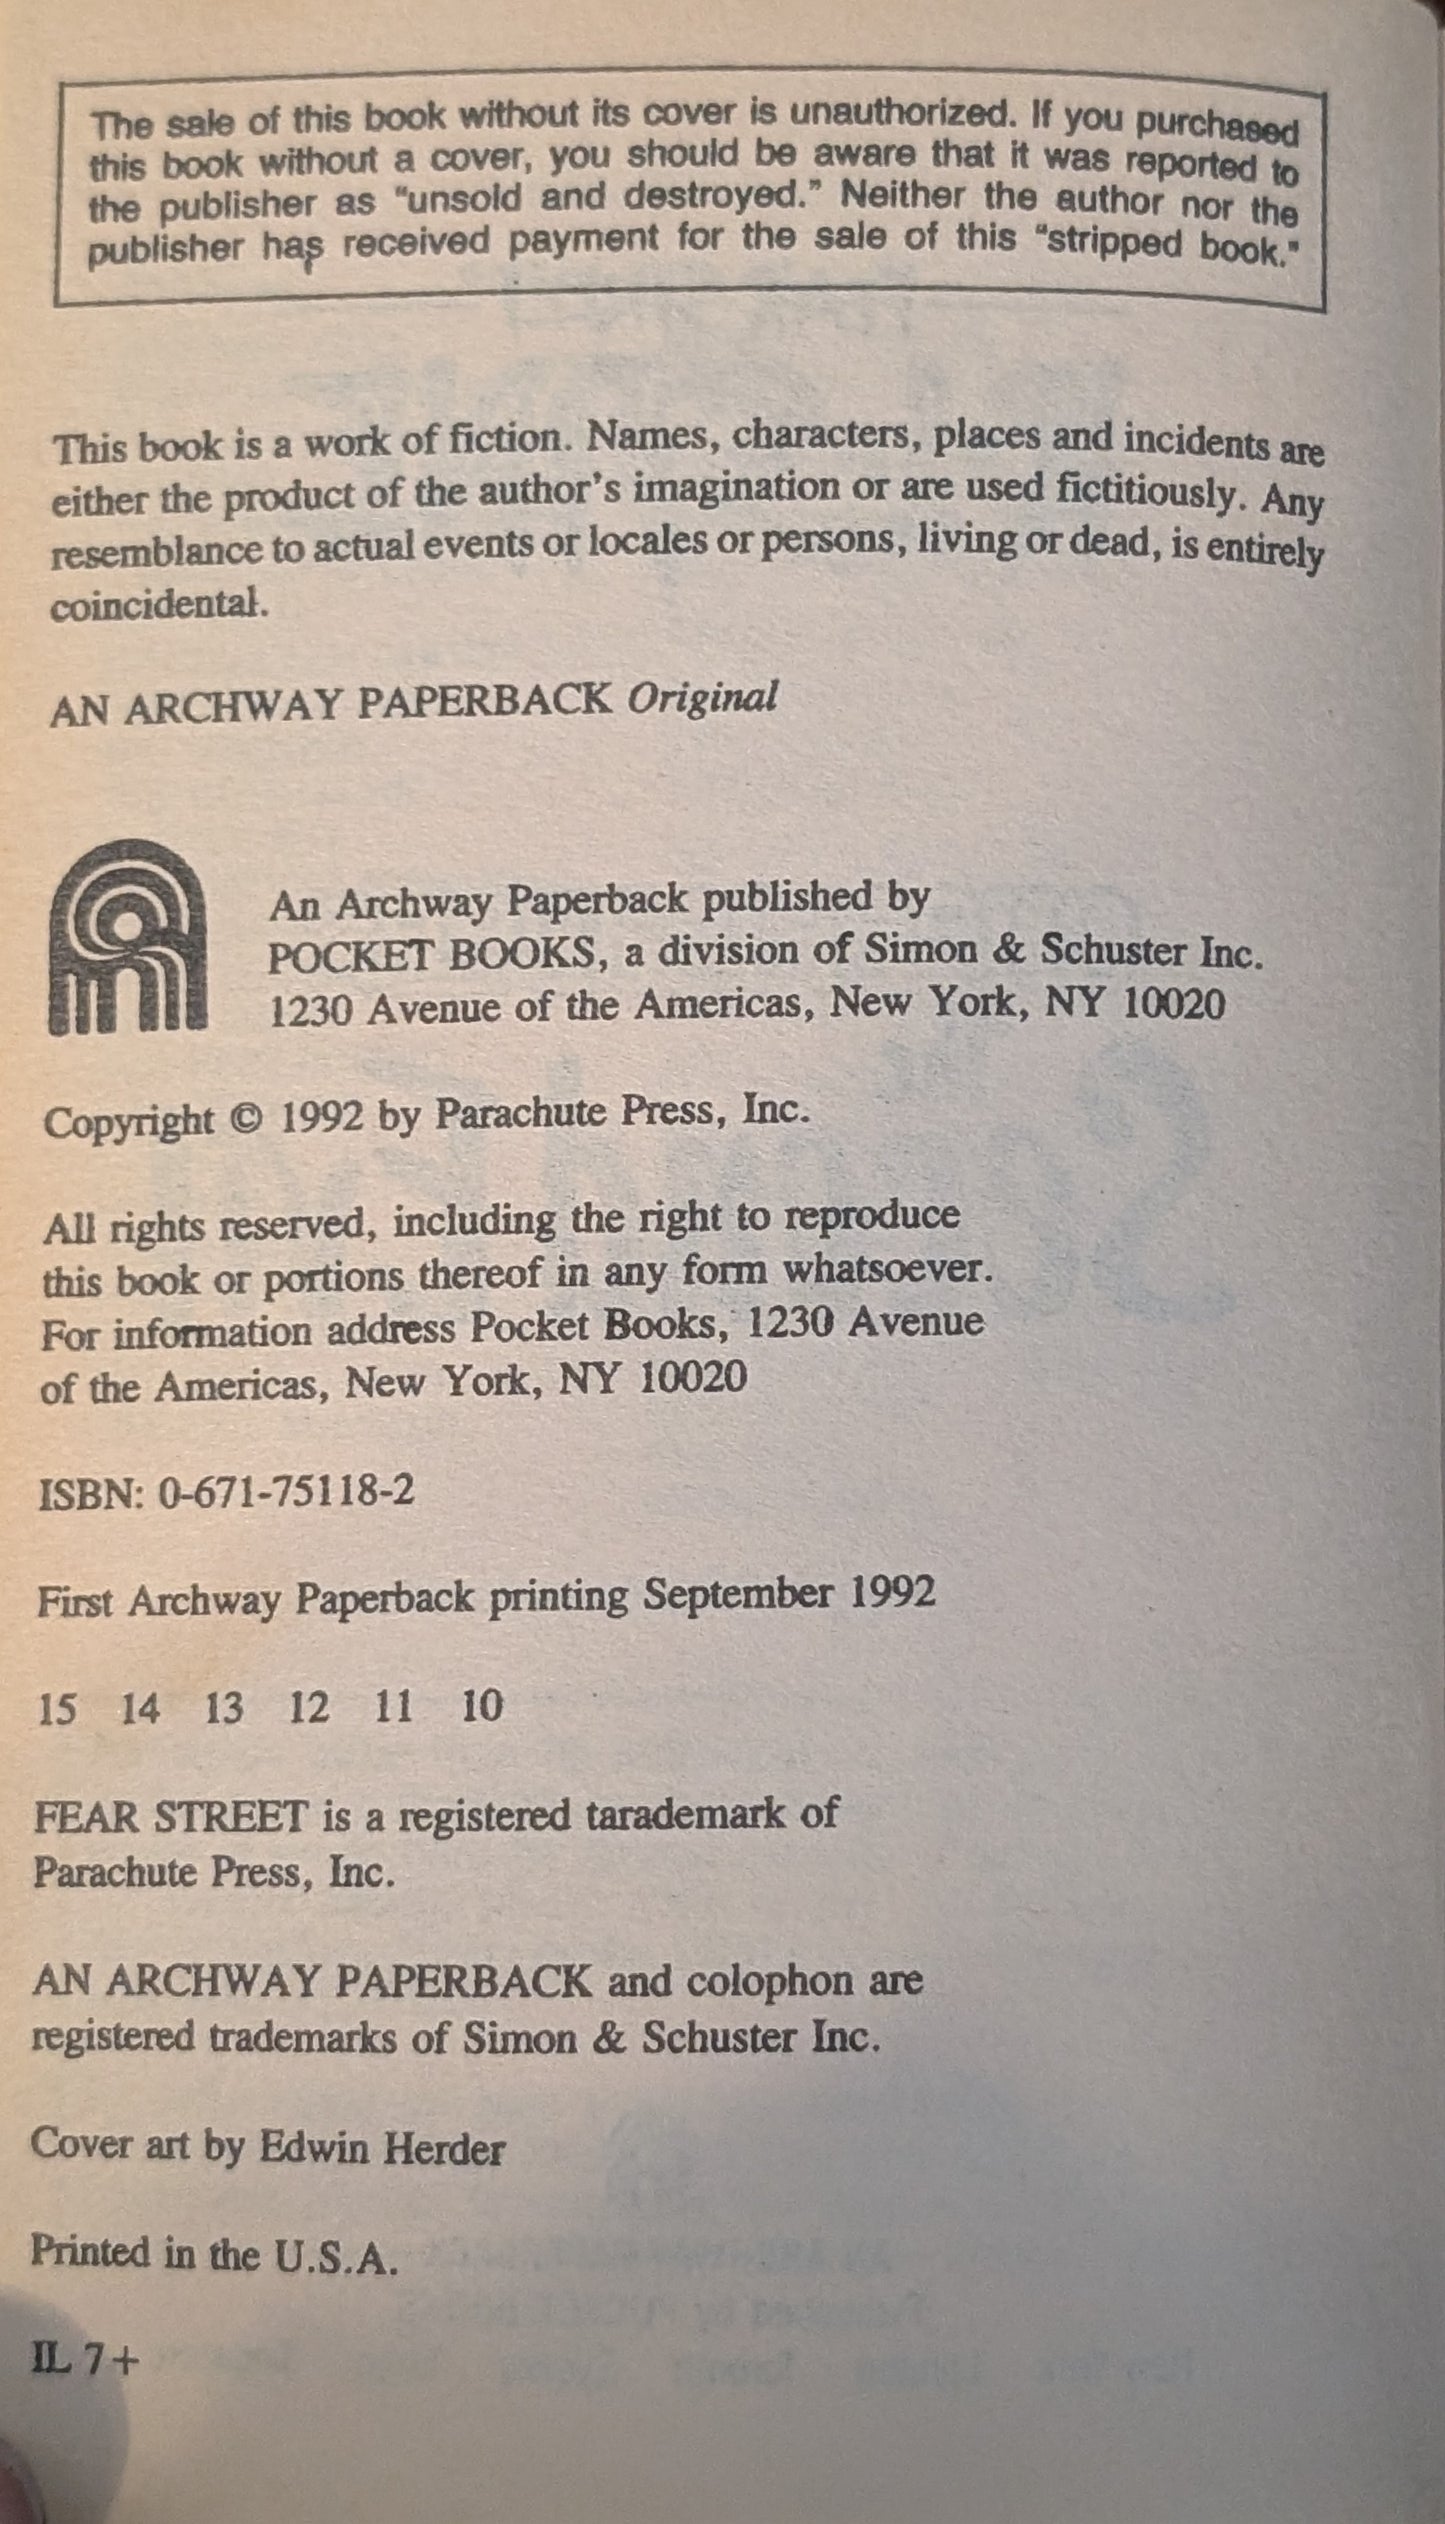 The sale of this book without its cover is unauthorized. If you purchased
this book without a cover, you should be aware that it was reported to
the publisher as “unsold and destroyed.” Neither the author nor the
publisher has received payment for the sale of this “stripped book.”
This book is a work of fiction. Names, characters, places and incidents are
either the product of the author’s imagination or are used fictitiously. Any
resemblance to actual events or locales or persons, living or dead, is entirely
coincidental.
AN ARCHWAY PAPERBACK Original
An Archway Paperback published by
POCKET BOOKS, a division of Simon & Schuster Inc.
1230 Avenue of the Americas, New York, NY 10020
Copyright © 1992 by Parachute Press, Inc.
All rights reserved, including the right to reproduce
this book or portions thereof in any form whatsoever.
For information address Pocket Books, 1230 Avenue
of the Americas, New York, NY 10020
ISBN: 0-671-75118-2
First Archway Paperback printing September 1992
15 14 13 12 11 10
FEAR STREET is a registered tarademark of
Parachute Press, Inc.
AN ARCHWAY PAPERBACK and colophon are
registered trademarks of Simon & Schuster Inc.
Cover art by Edwin Herder
Printed in the U.S.A.
IL 7+